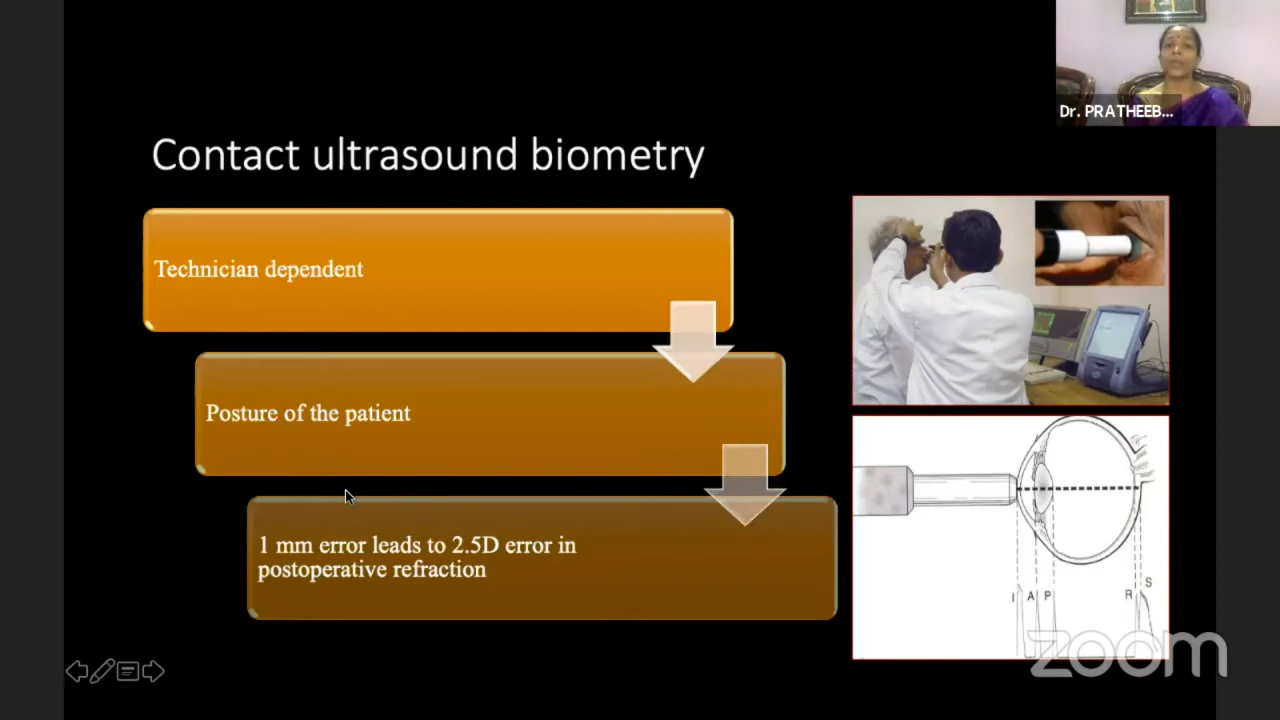 Dr. PRATHEEB...
Contact ultrasound biometry
Technician dependent
Posture of the patient
1 mm error leads to 2.5D error in
postoperative refraction
I A P R S
zoom